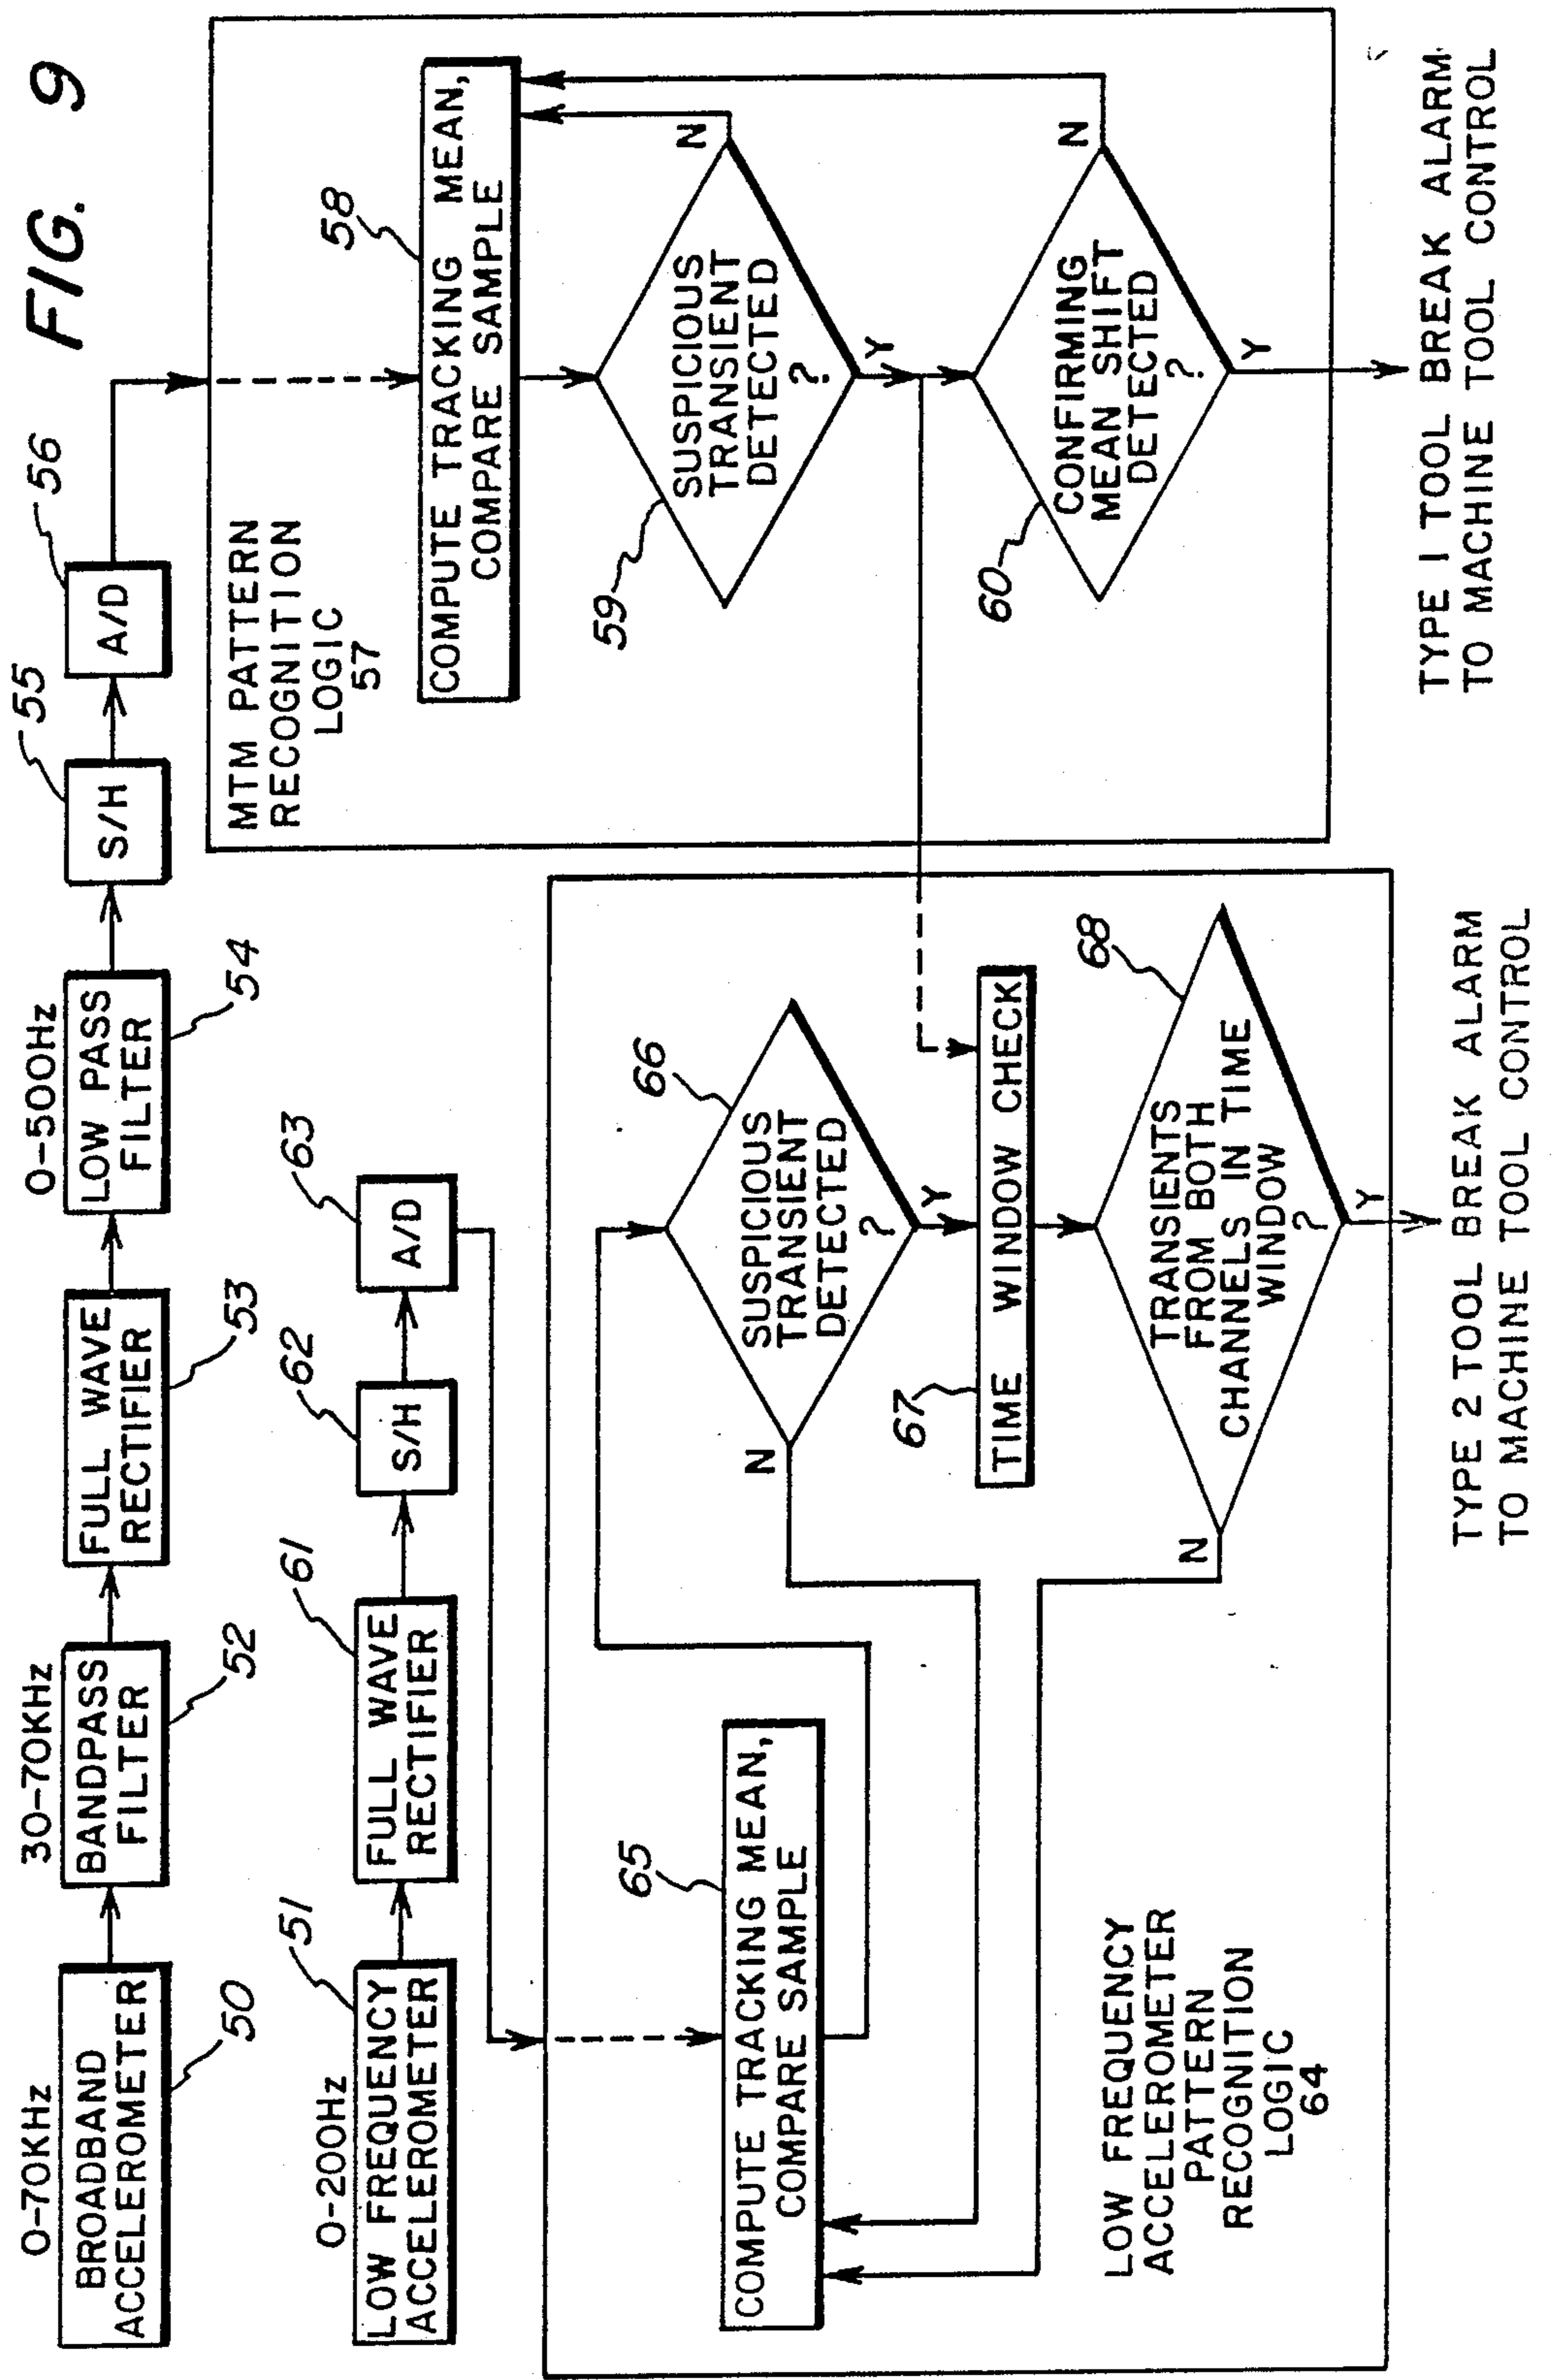 FIG. 9
0-70KHz
BROADBAND
ACCELEROMETER
50
30-70KHz
BANDPASS
FILTER
52
FULL WAVE
RECTIFIER
53
0-500Hz
LOW PASS
FILTER
54
S/H
55
A/D
56
0-200Hz
LOW FREQUENCY
ACCELEROMETER
51
FULL WAVE
RECTIFIER
61
S/H
62
A/D
63
MTM PATTERN
RECOGNITION
LOGIC
57
COMPUTE TRACKING MEAN,
COMPARE SAMPLE
58
SUSPICIOUS
TRANSIENT
DETECTED
?
59
N
Y
CONFIRMING
MEAN SHIFT
DETECTED
?
60
N
Y
TYPE 1 TOOL BREAK ALARM
TO MACHINE TOOL CONTROL
COMPUTE TRACKING MEAN,
COMPARE SAMPLE
65
SUSPICIOUS
TRANSIENT
DETECTED
?
66
N
Y
TIME WINDOW CHECK
67
TRANSIENTS
FROM BOTH
CHANNELS IN TIME
WINDOW
?
68
N
Y
LOW FREQUENCY
ACCELEROMETER
PATTERN
RECOGNITION
LOGIC
64
TYPE 2 TOOL BREAK ALARM
TO MACHINE TOOL CONTROL